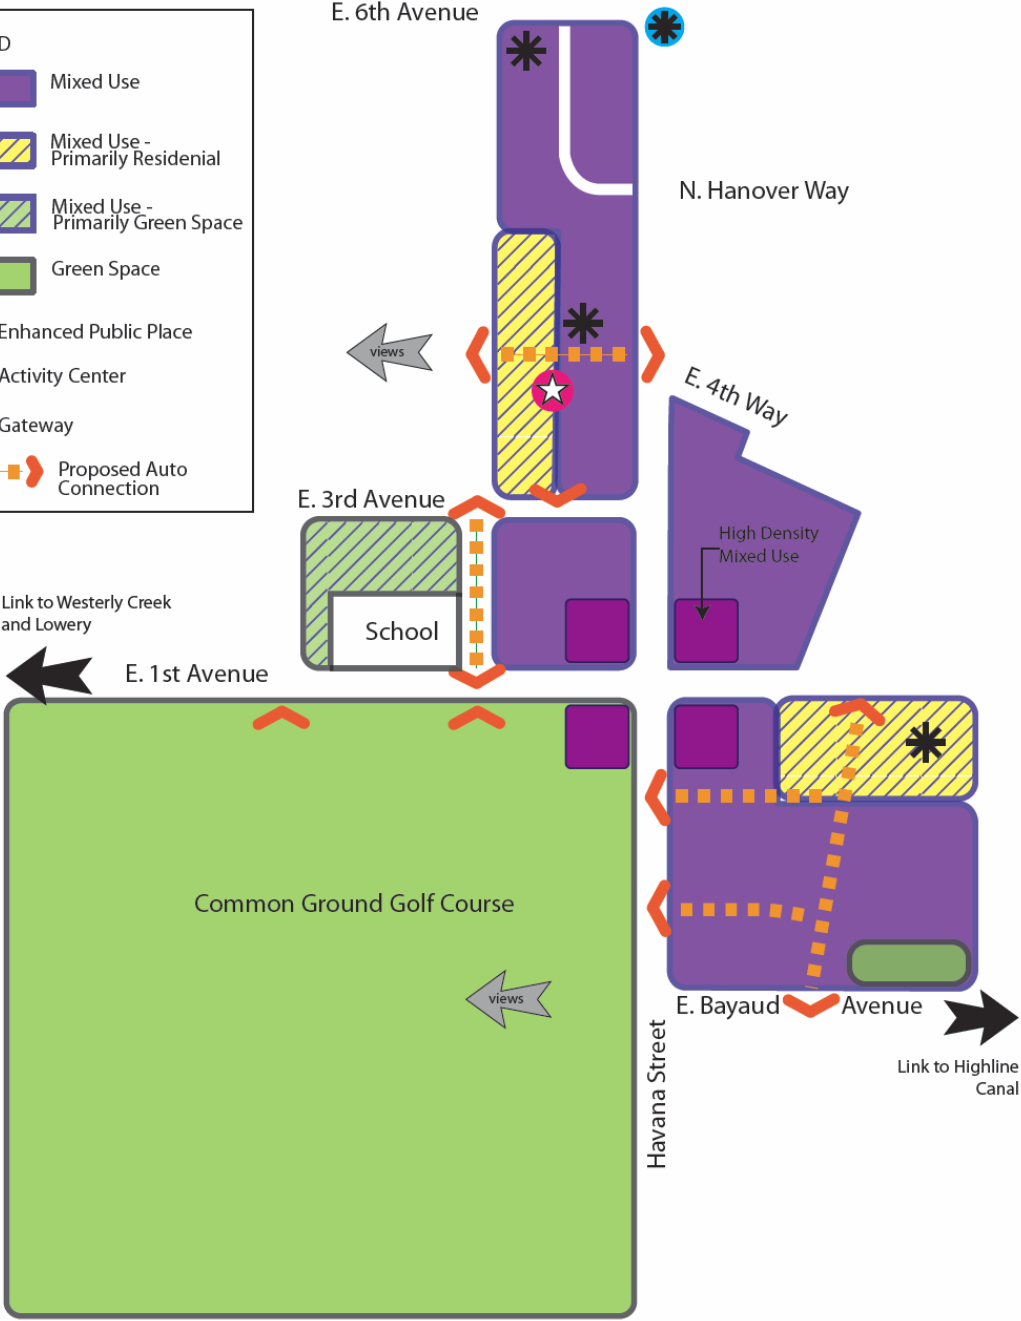 E. 6th Avenue
D
Mixed Use
Mixed Use -
Primarily Residenial
Mixed Use -
Primarily Green Space
Green Space
Enhanced Public Place
Activity Center
Gateway
Proposed Auto
Connection
N. Hanover Way
views
E. 4th Way
E. 3rd Avenue
High Density
Mixed Use
School
Link to Westerly Creek
and Lowery
E. 1st Avenue
Common Ground Golf Course
views
E. Bayaud Avenue
Havana Street
Link to Highline
Canal